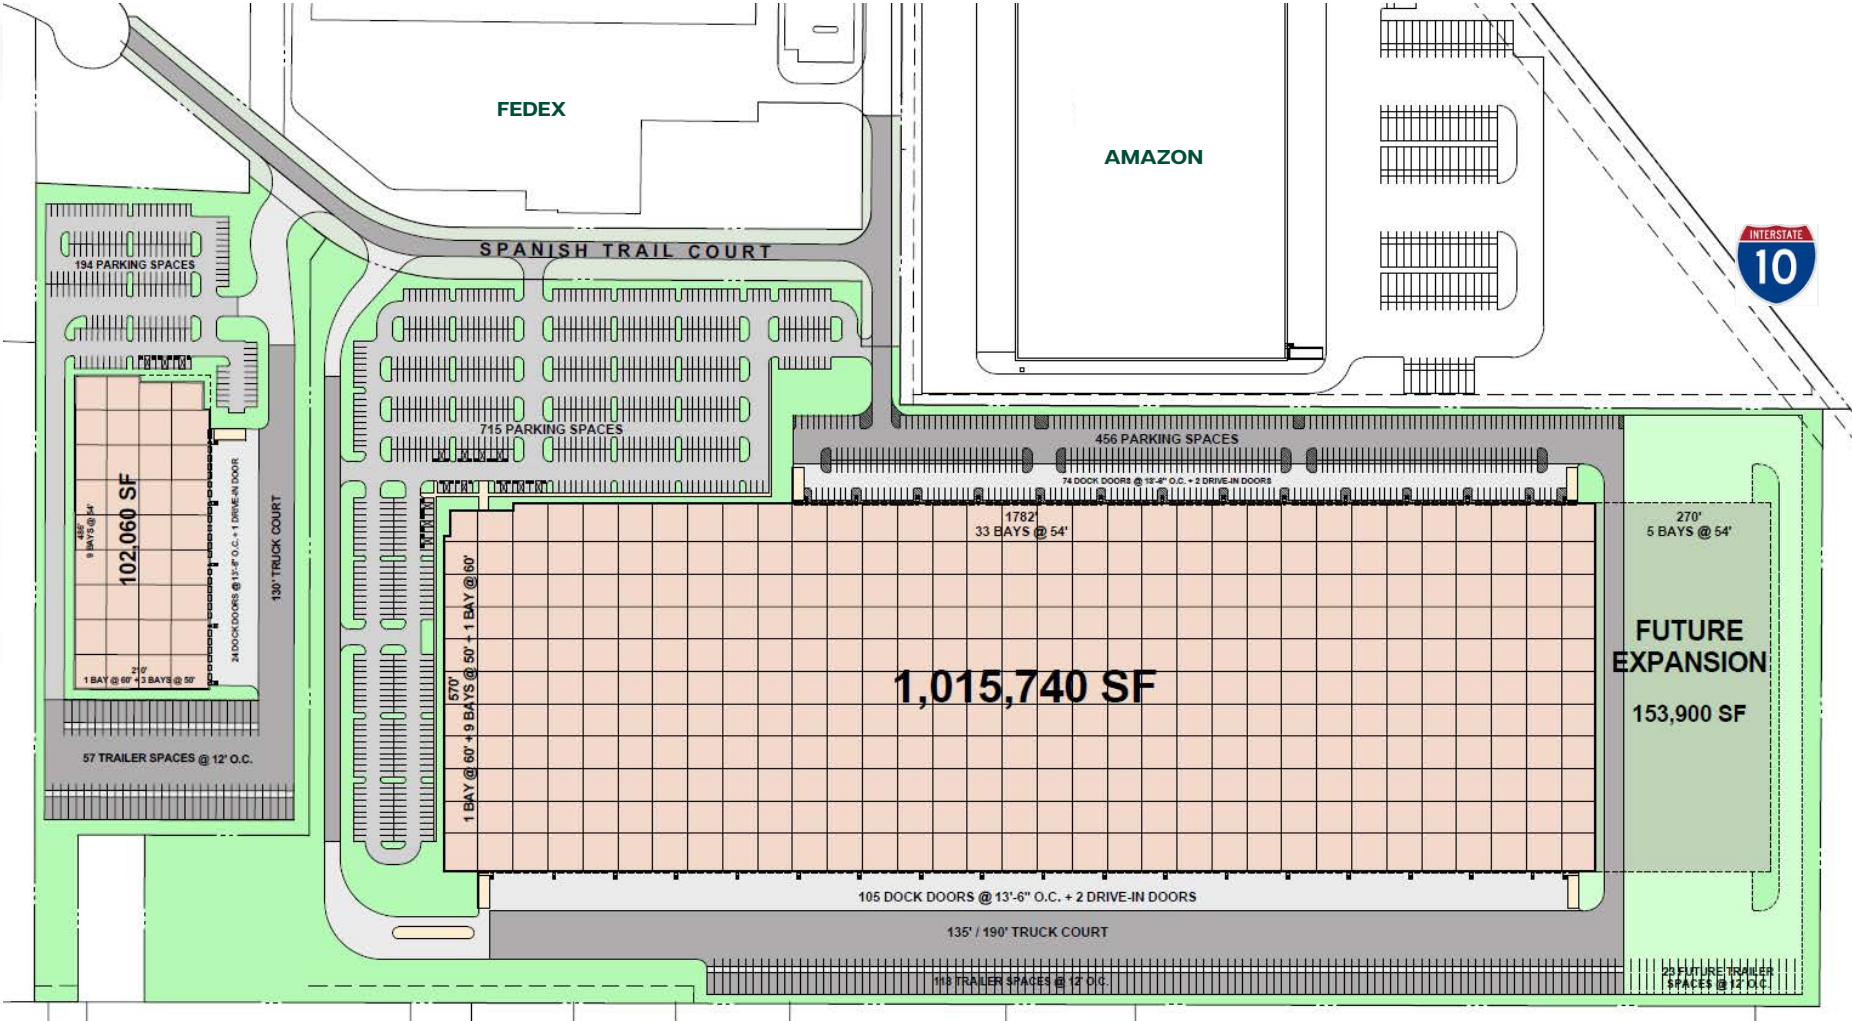 FEDEX
AMAZON
INTERSTATE
10
SPANISH TRAIL COURT
194 PARKING SPACES
715 PARKING SPACES
456 PARKING SPACES
74 DOCK DOORS @ 13'-6" O.C. + 2 DRIVE-IN DOORS
102,060 SF
486'
9 BAYS @ 54'
24 DOCK DOORS @ 13'-6" O.C. + 1 DRIVE-IN DOOR
130' TRUCK COURT
210'
1 BAY @ 60' + 3 BAYS @ 50'
57 TRAILER SPACES @ 12' O.C.
1782'
33 BAYS @ 54'
570'
1 BAY @ 60' + 9 BAYS @ 50' + 1 BAY @ 60'
1,015,740 SF
270'
5 BAYS @ 54'
FUTURE
EXPANSION
153,900 SF
105 DOCK DOORS @ 13'-6" O.C. + 2 DRIVE-IN DOORS
135' / 190' TRUCK COURT
118 TRAILER SPACES @ 12' O.C.
23 FUTURE TRAILER
SPACES @ 12' O.C.